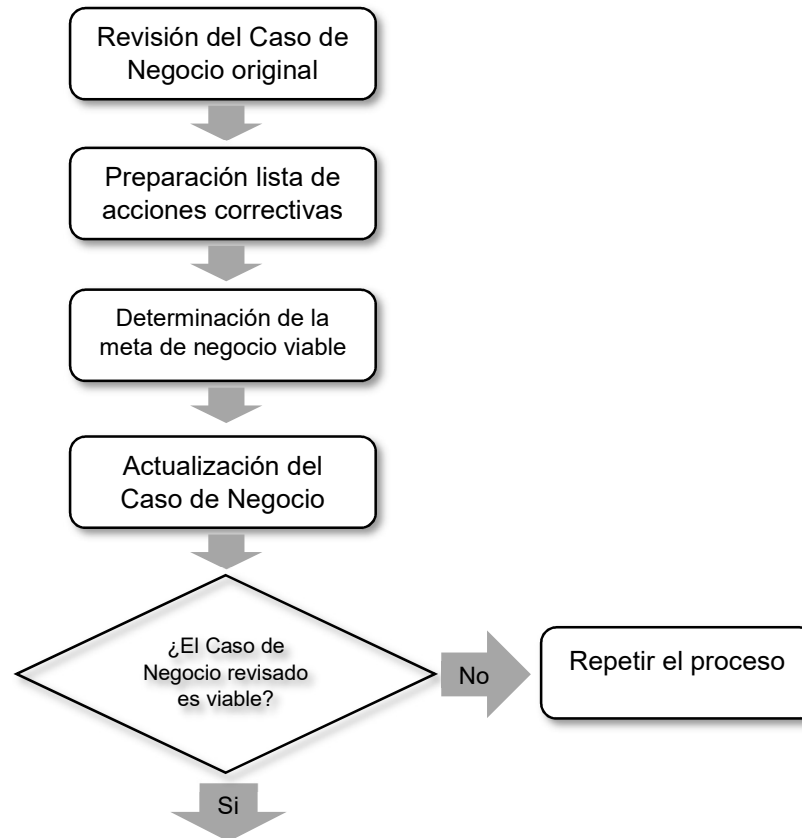 Revisión del Caso de
Negocio original
Preparación lista de
acciones correctivas
Determinación de la
meta de negocio viable
Actualización del
Caso de Negocio
¿El Caso de
Negocio revisado
es viable?
No
Repetir el proceso
Si